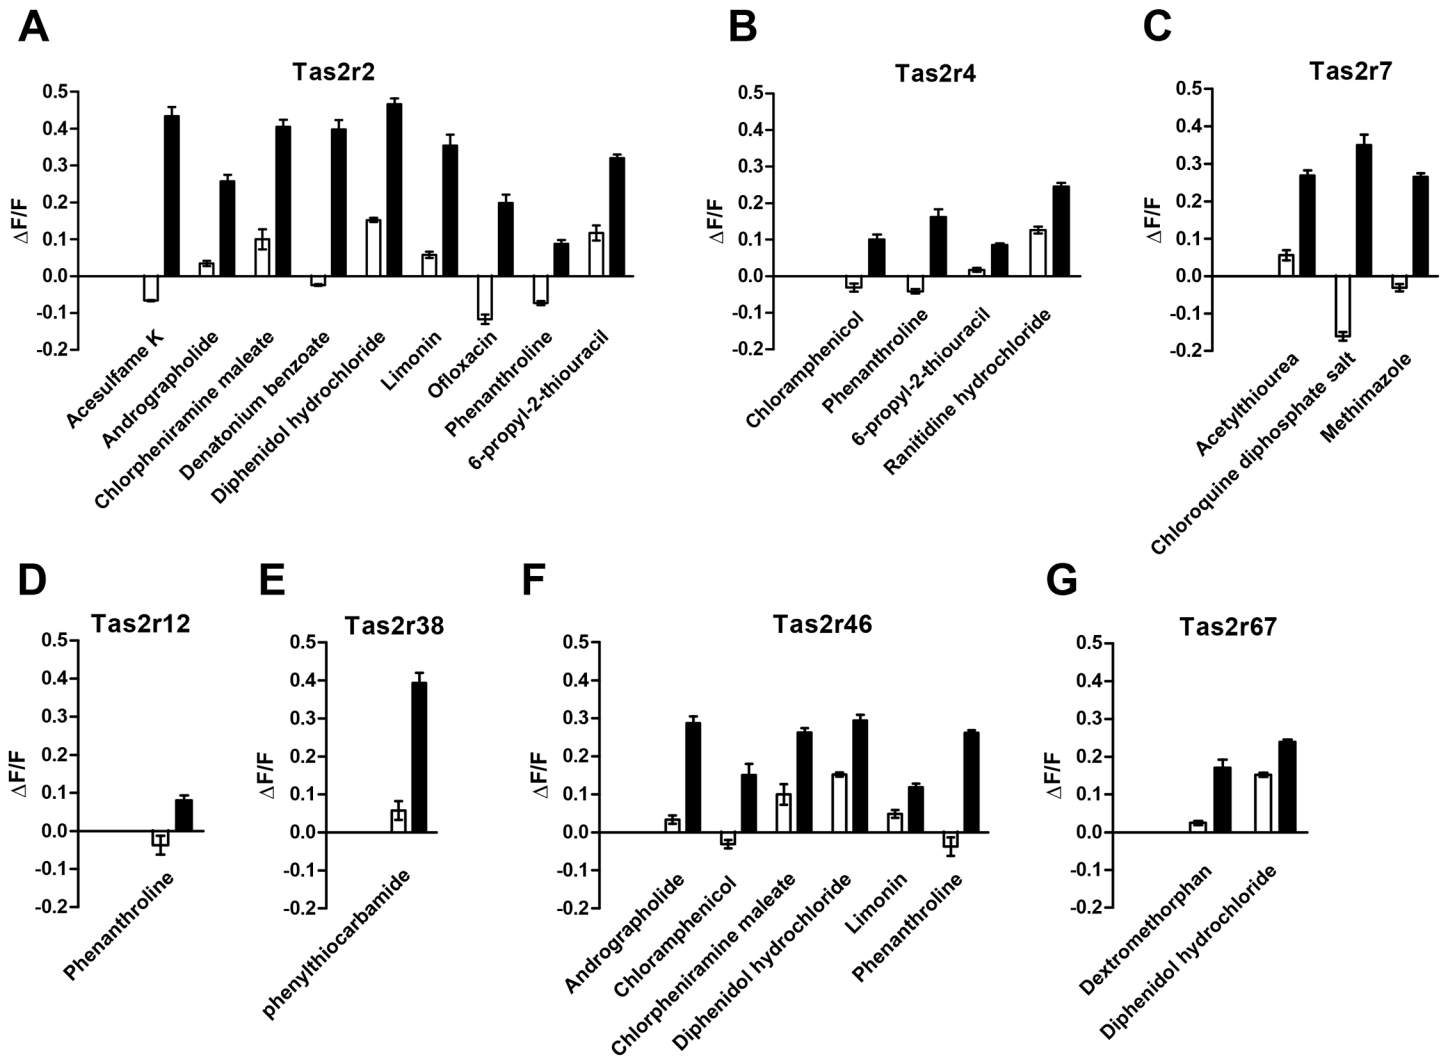 A
Tas2r2
0.5
0.4
0.3
0.2
0.1
0.0
-0.1
-0.2
ΔF/F
Acesulfame K
Andrographolide
Chlorpheniramine maleate
Denatonium benzoate
Diphenidol hydrochloride
Limonin
Ofloxacin
Phenanthroline
6-propyl-2-thiouracil
B
Tas2r4
0.5
0.4
0.3
0.2
0.1
0.0
-0.1
-0.2
ΔF/F
Chloramphenicol
Phenanthroline
6-propyl-2-thiouracil
Ranitidine hydrochloride
C
Tas2r7
0.5
0.4
0.3
0.2
0.1
0.0
-0.1
-0.2
ΔF/F
Acetylthiourea
Chloroquine diphosphate salt
Methimazole
D
Tas2r12
0.5
0.4
0.3
0.2
0.1
0.0
-0.1
-0.2
ΔF/F
Phenanthroline
E
Tas2r38
0.5
0.4
0.3
0.2
0.1
0.0
-0.1
-0.2
ΔF/F
phenylthiocarbamide
F
Tas2r46
0.5
0.4
0.3
0.2
0.1
0.0
-0.1
-0.2
ΔF/F
Andrographolide
Chloramphenicol
Chlorpheniramine maleate
Diphenidol hydrochloride
Limonin
Phenanthroline
G
Tas2r67
0.5
0.4
0.3
0.2
0.1
0.0
-0.1
-0.2
ΔF/F
Dextromethorphan
Diphenidol hydrochloride